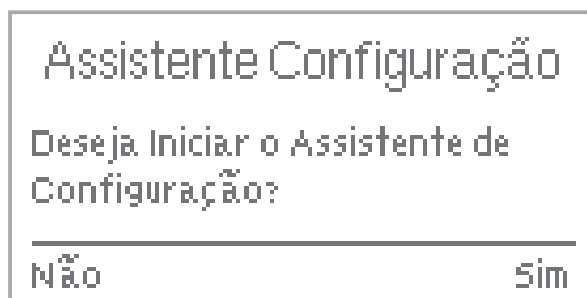 Assistente Configuração
Deseja Iniciar o Assistente de
Configuração?
Não Sim